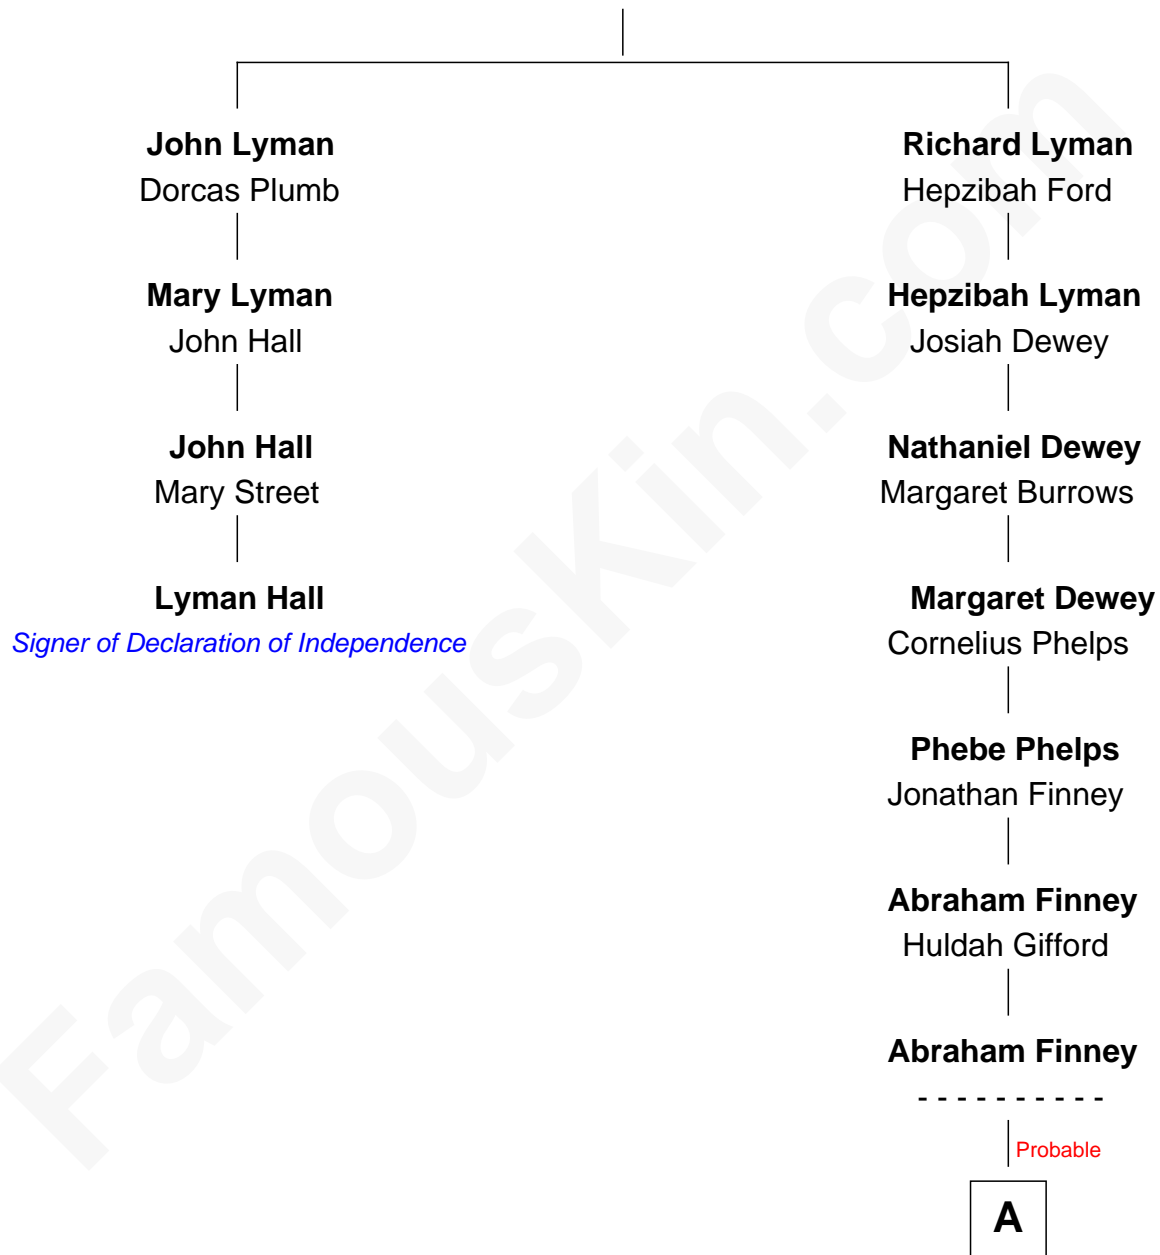 John Lyman
Dorcas Plumb
Mary Lyman
John Hall
John Hall
Mary Street
Lyman Hall
Signer of Declaration of Independence
Richard Lyman
Hepzibah Ford
Hepzibah Lyman
Josiah Dewey
Nathaniel Dewey
Margaret Burrows
Margaret Dewey
Cornelius Phelps
Phebe Phelps
Jonathan Finney
Abraham Finney
Huldah Gifford
Abraham Finney
- - - - - - - - - -
Probable
A
FamousKin.com